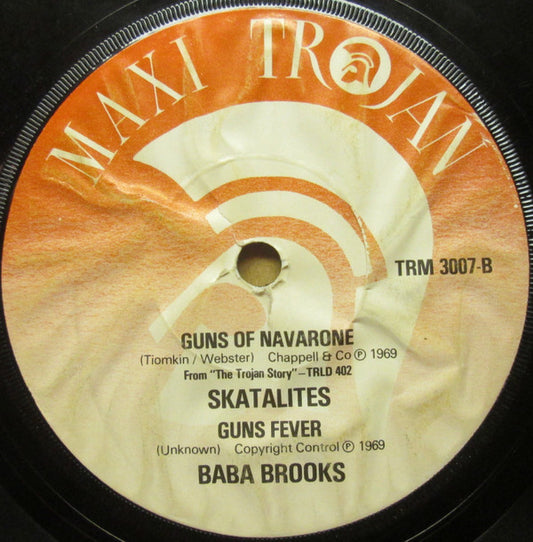 MAXI TROJAN
TRM 3007-B
GUNS OF NAVARONE
(Tiomkin / Webster) Chappell & Co ℗ 1969
From "The Trojan Story"–TRLD 402
SKATALITES
GUNS FEVER
(Unknown) Copyright Control ℗ 1969
BABA BROOKS